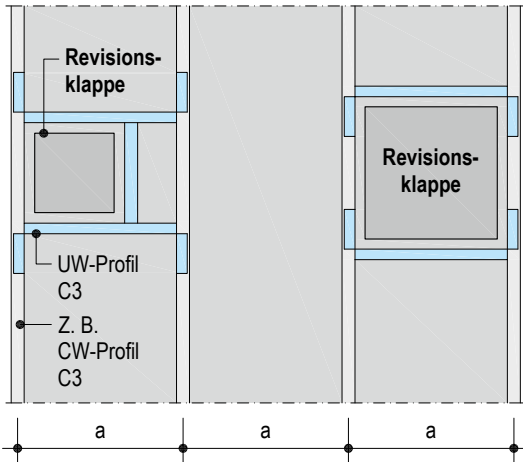 Revisions-
klappe
Revisions-
klappe
UW-Profil
C3
Z. B.
CW-Profil
C3
a
a
a